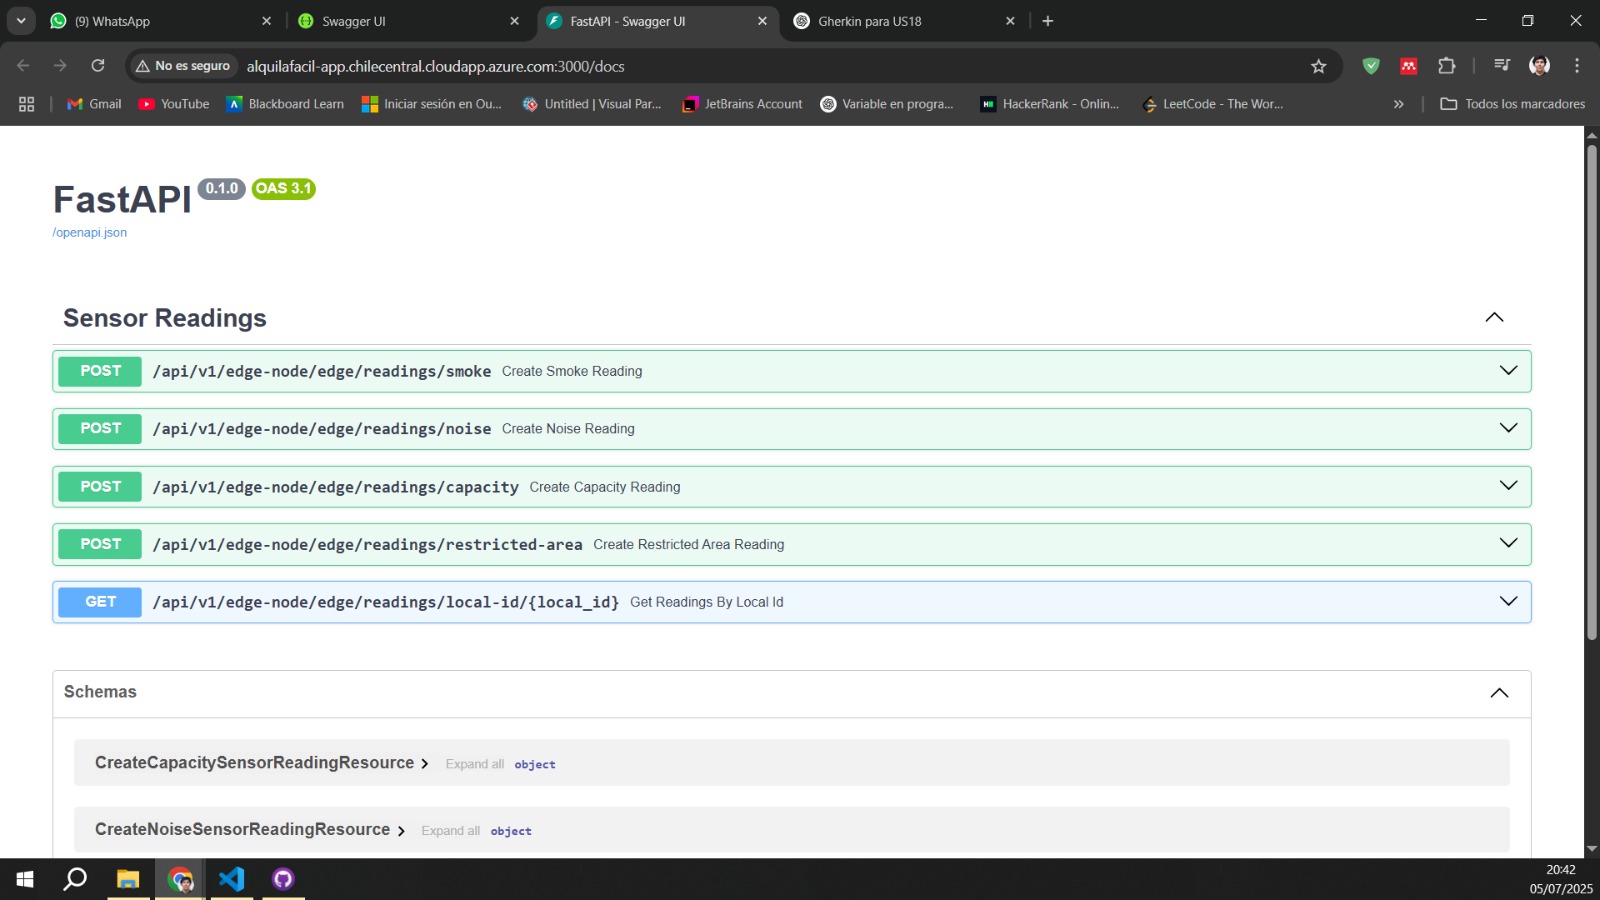 (9) WhatsApp
Swagger UI
FastAPI - Swagger UI
Gherkin para US18
No es seguro
alquilafacil-app.chilecentral.cloudapp.azure.com:3000/docs
Gmail
YouTube
Blackboard Learn
Iniciar sesión en Ou...
Untitled | Visual Par...
JetBrains Account
Variable en progra...
HackerRank - Onlin...
LeetCode - The Wor...
Todos los marcadores
FastAPI 0.1.0 OAS 3.1
/openapi.json
Sensor Readings
POST /api/v1/edge-node/edge/readings/smoke Create Smoke Reading
POST /api/v1/edge-node/edge/readings/noise Create Noise Reading
POST /api/v1/edge-node/edge/readings/capacity Create Capacity Reading
POST /api/v1/edge-node/edge/readings/restricted-area Create Restricted Area Reading
GET /api/v1/edge-node/edge/readings/local-id/{local_id} Get Readings By Local Id
Schemas
CreateCapacitySensorReadingResource Expand all object
CreateNoiseSensorReadingResource Expand all object
20:42
05/07/2025